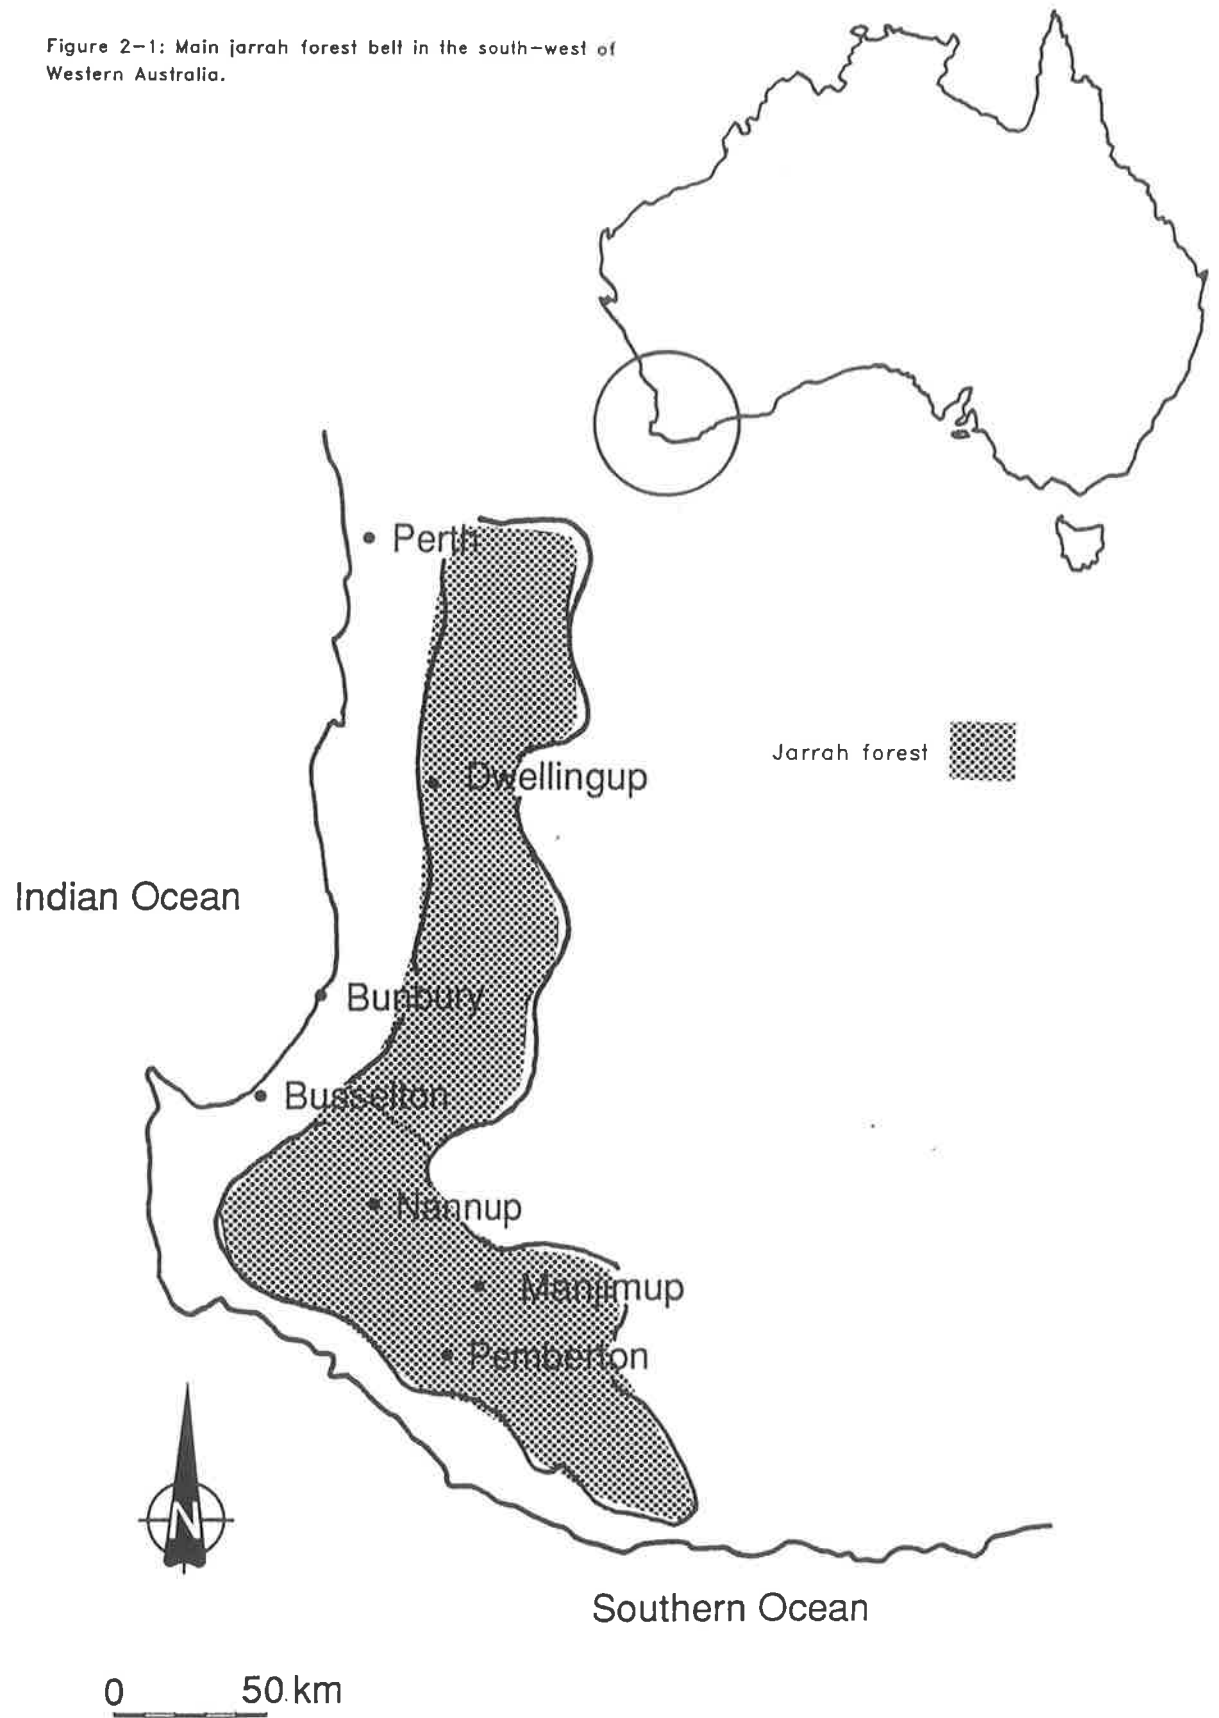 Figure 2-1: Main jarrah forest belt in the south-west of
Western Australia.
Perth
Jarrah forest
Dwellingup
Indian Ocean
Bunbury
Busselton
Nannup
Manjimup
Pemberton
N
Southern Ocean
0 50 km